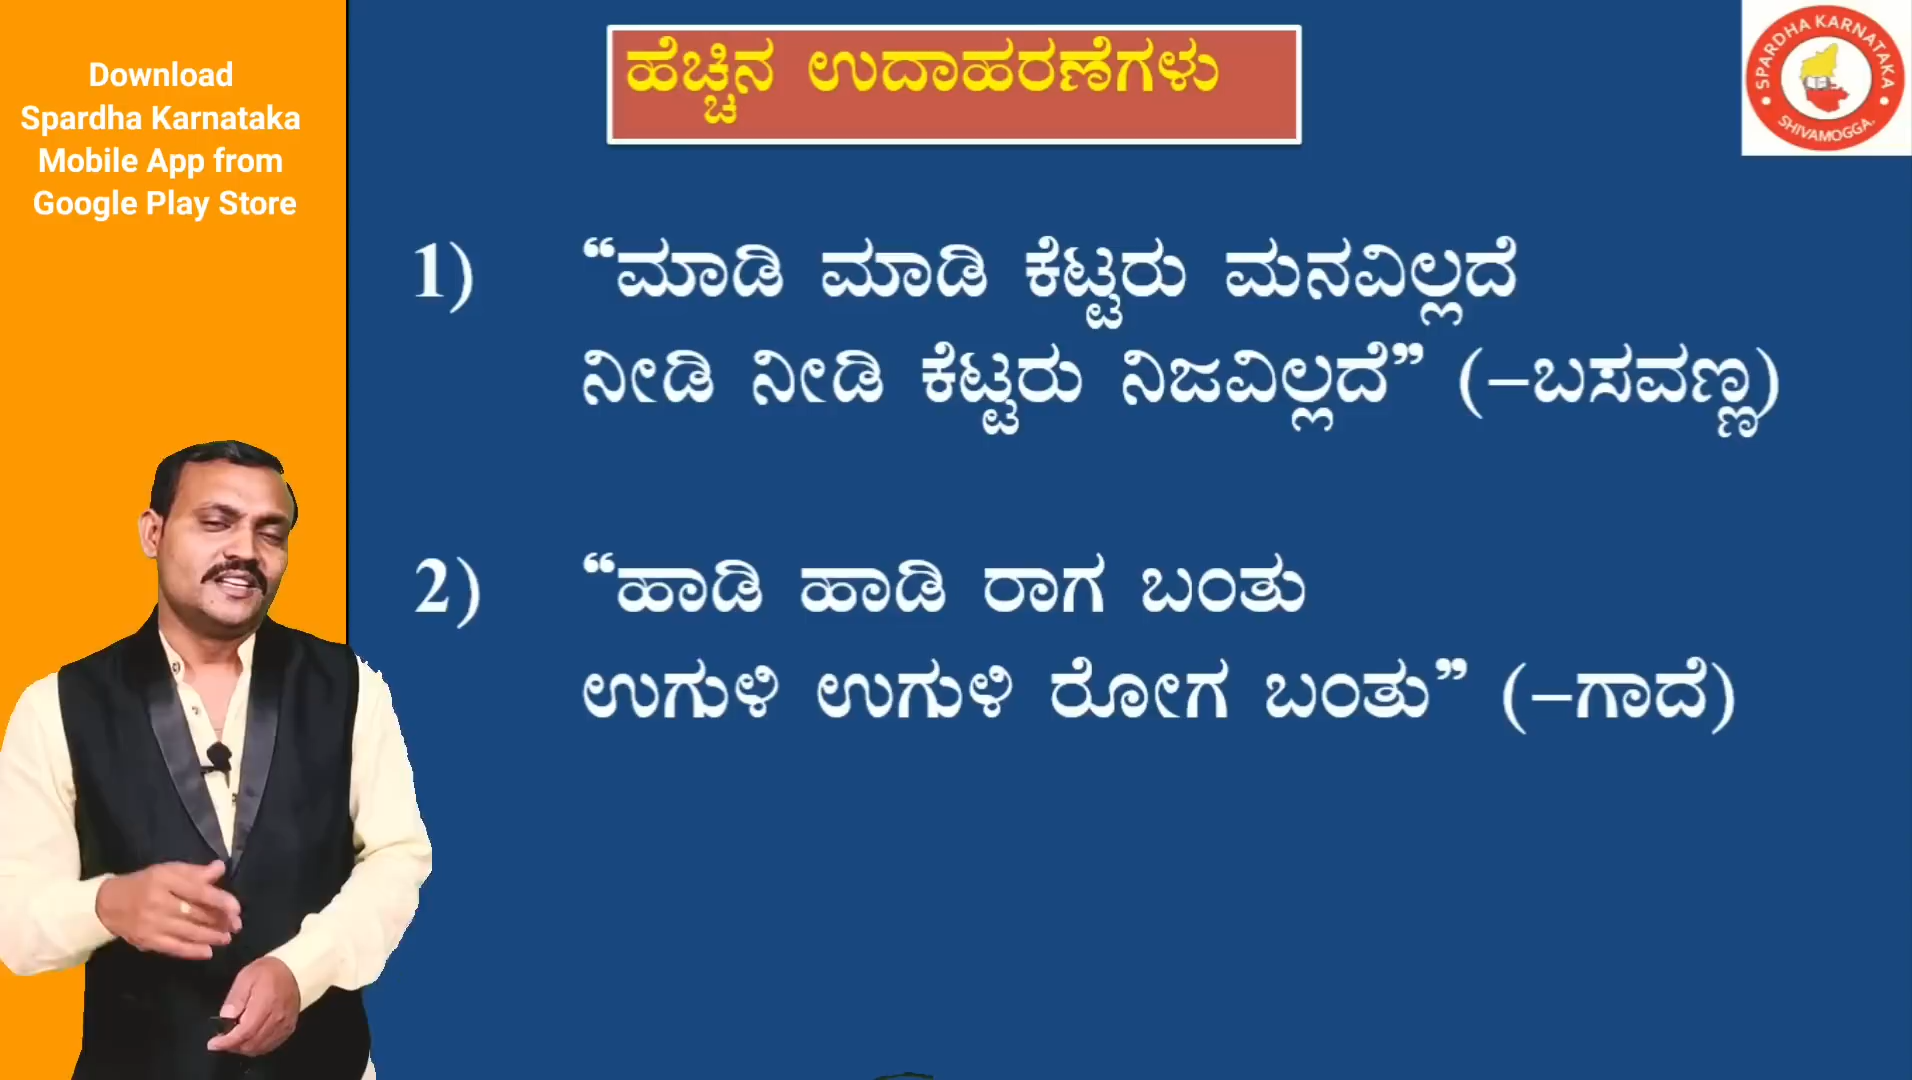 Download
Spardha Karnataka
Mobile App from
Google Play Store
ಹೆಚ್ಚಿನ ಉದಾಹರಣೆಗಳು
SPARDHA KARNATAKA
SHIVAMOGGA.
1) “ಮಾಡಿ ಮಾಡಿ ಕೆಟ್ಟರು ಮನವಿಲ್ಲದೆ
ನೀಡಿ ನೀಡಿ ಕೆಟ್ಟರು ನಿಜವಿಲ್ಲದೆ” (–ಬಸವಣ್ಣ)
2) “ಹಾಡಿ ಹಾಡಿ ರಾಗ ಬಂತು
ಉಗುಳಿ ಉಗುಳಿ ರೋಗ ಬಂತು” (–ಗಾದೆ)